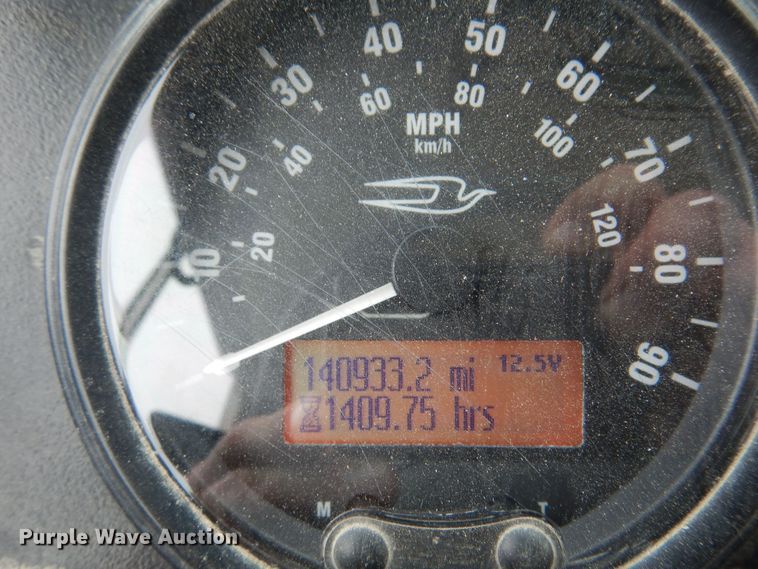 10 20 30 40 50 60 70 80 90
20 40 60 80 100 120
MPH
km/h
140933.2 mi 12.5V
1409.75 hrs
M T
Purple Wave Auction